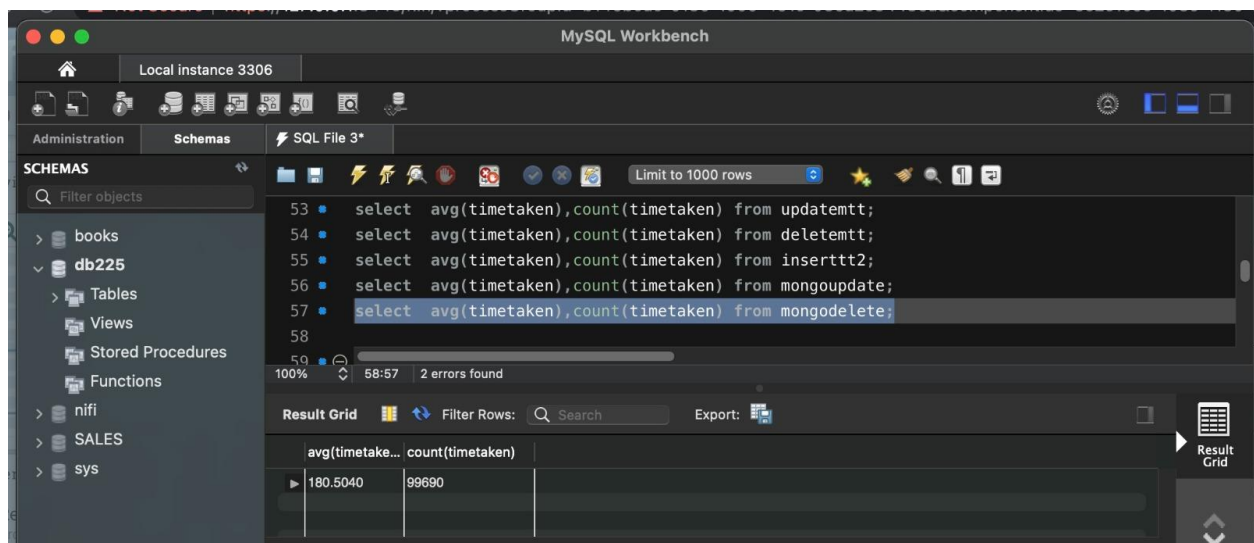 MySQL Workbench
Local instance 3306
Administration
Schemas
SQL File 3*
SCHEMAS
Filter objects
books
db225
Tables
Views
Stored Procedures
Functions
nifi
SALES
sys
Limit to 1000 rows
53 select avg(timetaken),count(timetaken) from updatemtt;
54 select avg(timetaken),count(timetaken) from deletemtt;
55 select avg(timetaken),count(timetaken) from inserttt2;
56 select avg(timetaken),count(timetaken) from mongoupdate;
57 select avg(timetaken),count(timetaken) from mongodelete;
58
59
100% 58:57 2 errors found
Result Grid Filter Rows: Search Export:
avg(timetake... count(timetaken)
180.5040 99690
Result
Grid